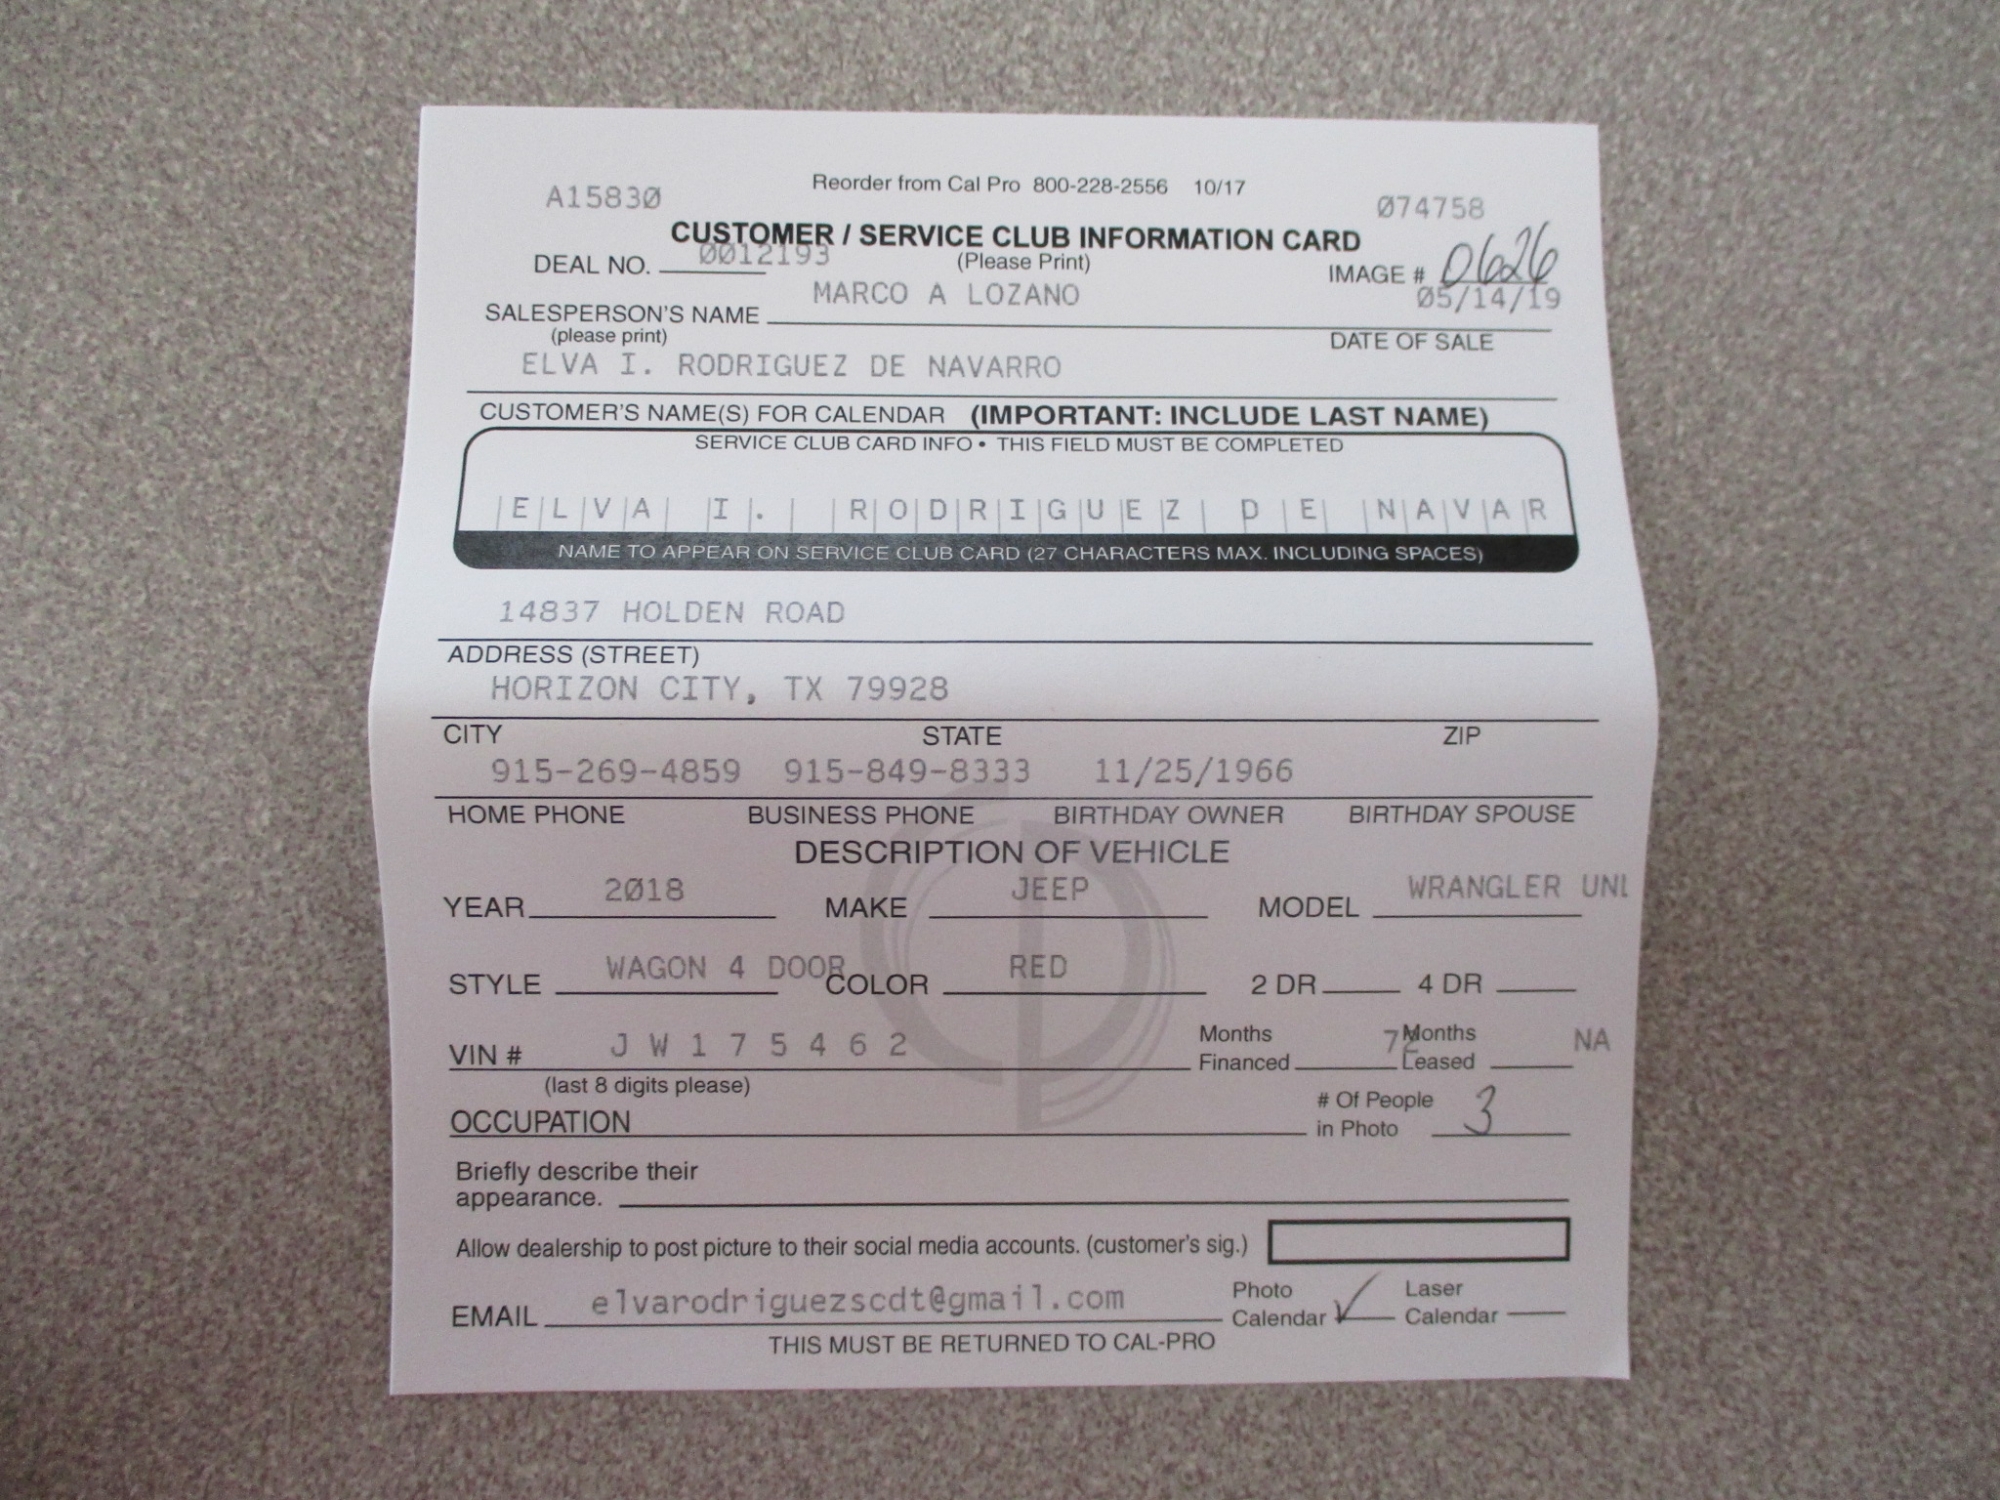 Reorder from Cal Pro 800-228-2556 10/17
A15830 074758
CUSTOMER / SERVICE CLUB INFORMATION CARD
DEAL NO. 0012193 (Please Print) IMAGE # 0626
MARCO A LOZANO 05/14/19
SALESPERSON'S NAME
(please print) DATE OF SALE
ELVA I. RODRIGUEZ DE NAVARRO
CUSTOMER'S NAME(S) FOR CALENDAR (IMPORTANT: INCLUDE LAST NAME)
SERVICE CLUB CARD INFO • THIS FIELD MUST BE COMPLETED
ELVA I. RODRIGUEZ DE NAVAR
NAME TO APPEAR ON SERVICE CLUB CARD (27 CHARACTERS MAX. INCLUDING SPACES)
14837 HOLDEN ROAD
ADDRESS (STREET)
HORIZON CITY, TX 79928
CITY STATE ZIP
915-269-4859 915-849-8333 11/25/1966
HOME PHONE BUSINESS PHONE BIRTHDAY OWNER BIRTHDAY SPOUSE
DESCRIPTION OF VEHICLE
YEAR 2018 MAKE JEEP MODEL WRANGLER UNL
STYLE WAGON 4 DOOR COLOR RED 2 DR 4 DR
VIN # JW175462 Months Financed 72 Months Leased NA
(last 8 digits please)
OCCUPATION # Of People in Photo 3
Briefly describe their
appearance.
Allow dealership to post picture to their social media accounts. (customer's sig.)
EMAIL elvarodriguezscdt@gmail.com Photo Calendar ✓ Laser Calendar
THIS MUST BE RETURNED TO CAL-PRO